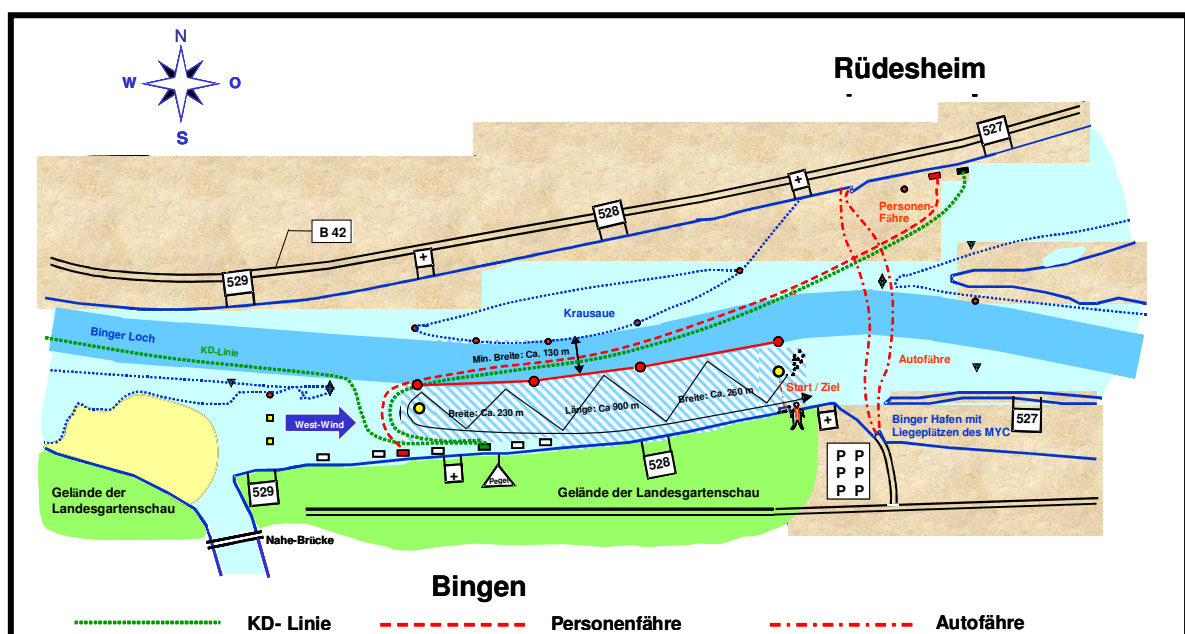 N
W
O
S
Rüdesheim
527
+
528
B 42
+
529
Personen-
Fähre
Krausaue
Binger Loch
KD-Linie
Min. Breite: Ca. 130 m
Autofähre
Start / Ziel
Breite: Ca. 260 m
Länge: Ca 900 m
Breite: Ca. 230 m
West-Wind
Binger Hafen mit
Liegeplätzen des MYC
527
+
P P
P P
P P
528
+
Pegel
529
Gelände der
Landesgartenschau
Gelände der Landesgartenschau
Nahe-Brücke
Bingen
KD- Linie
Personenfähre
Autofähre